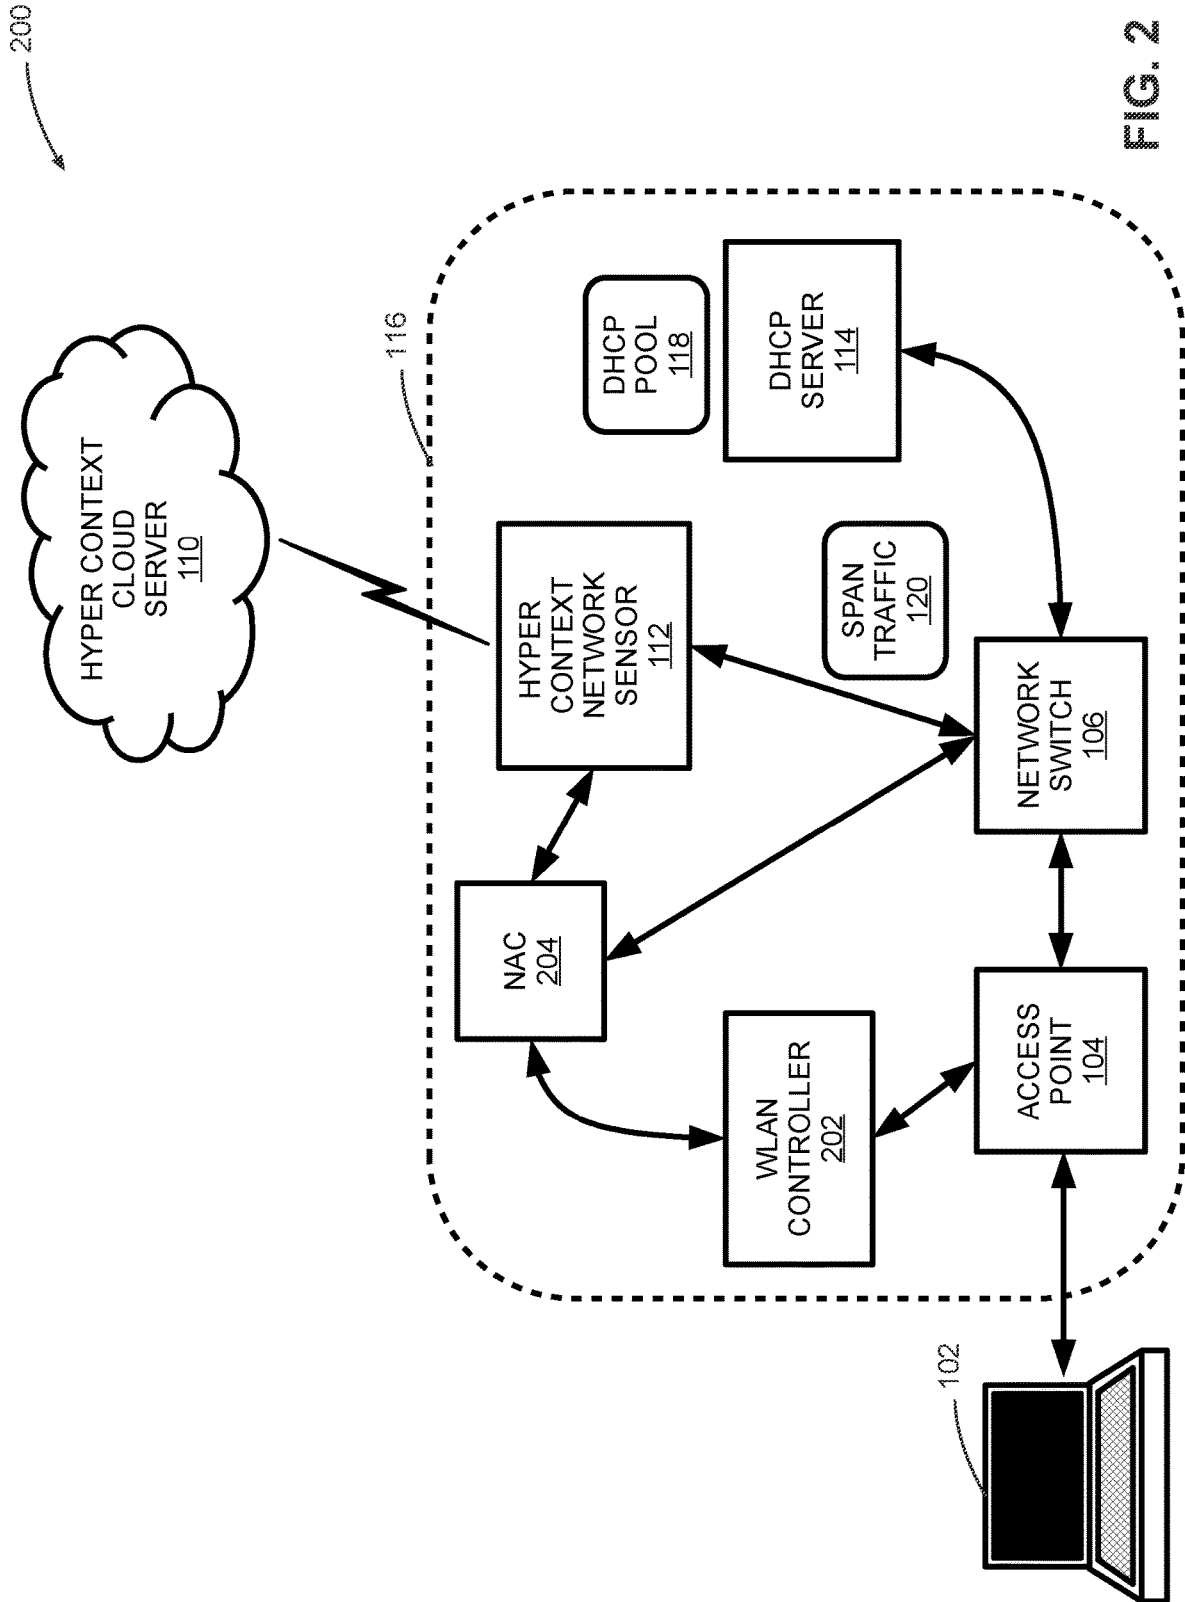 200
HYPER CONTEXT
CLOUD
SERVER
110
116
NAC
204
HYPER
CONTEXT
NETWORK
SENSOR
112
DHCP
POOL
118
WLAN
CONTROLLER
202
DHCP
SERVER
114
SPAN
TRAFFIC
120
102
ACCESS
POINT
104
NETWORK
SWITCH
106
FIG. 2